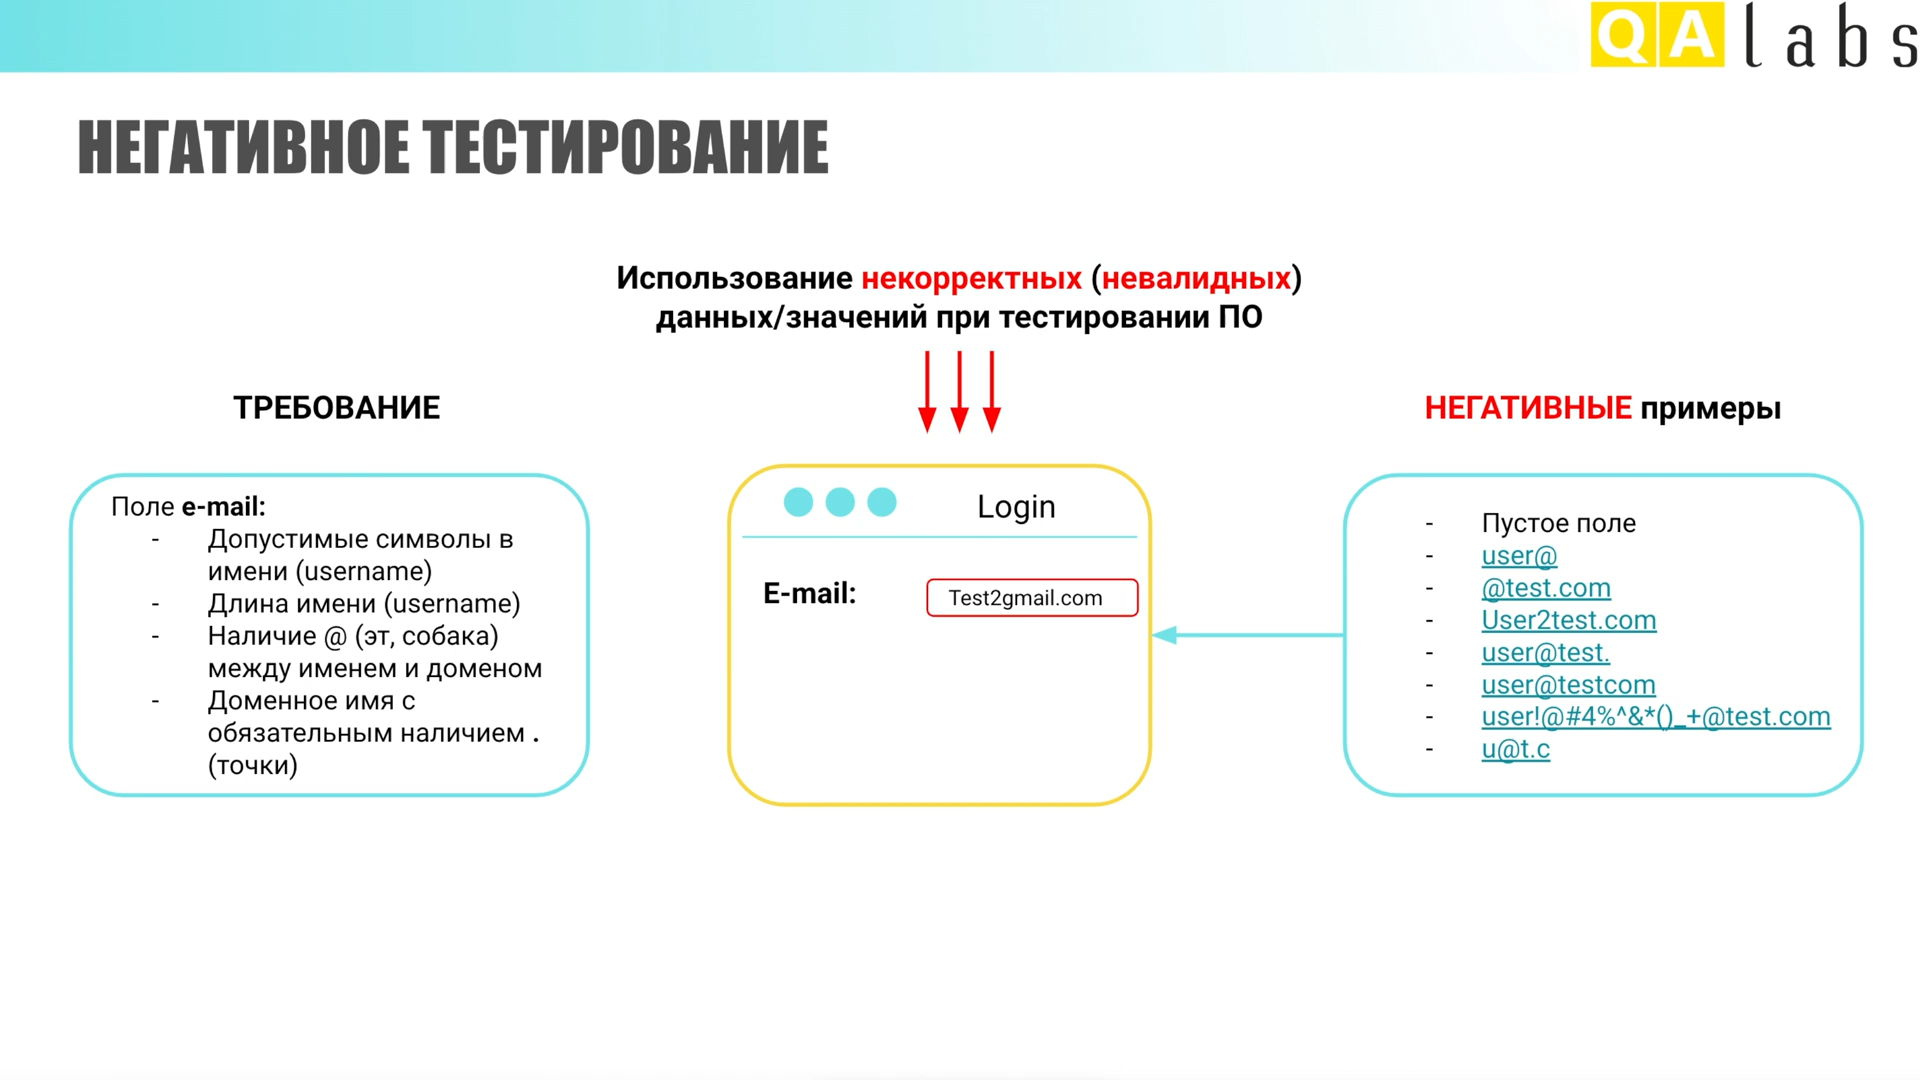 QA labs
НЕГАТИВНОЕ ТЕСТИРОВАНИЕ
Использование некорректных (невалидных)
данных/значений при тестировании ПО
ТРЕБОВАНИЕ
Поле e-mail:
- Допустимые символы в
имени (username)
- Длина имени (username)
- Наличие @ (эт, собака)
между именем и доменом
- Доменное имя с
обязательным наличием .
(точки)
Login
E-mail: Test2gmail.com
НЕГАТИВНЫЕ примеры
- Пустое поле
- user@
- @test.com
- User2test.com
- user@test.
- user@testcom
- user!@#4%^&*()_+@test.com
- u@t.c